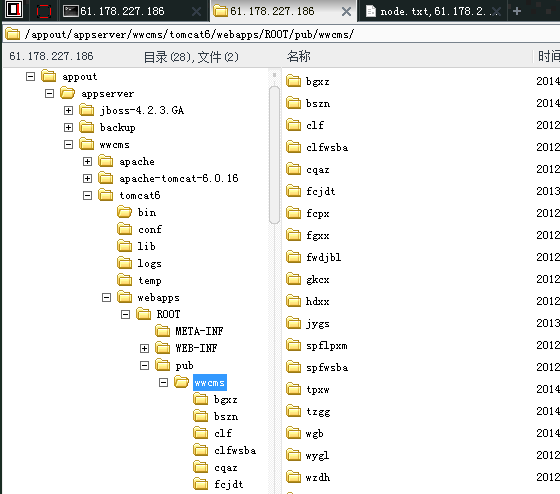 61.178.227.186
61.178.227.186
node.txt,61.178.2...
/appout/appserver/wwcms/tomcat6/webapps/ROOT/pub/wwcms/
61.178.227.186 目录(28),文件(2)
名称
时间
appout
appserver
jboss-4.2.3.GA
backup
wwcms
apache
apache-tomcat-6.0.16
tomcat6
bin
conf
lib
logs
temp
webapps
ROOT
META-INF
WEB-INF
pub
wwcms
bgxz
bszn
clf
clfwsba
cqaz
fcjdt
bgxz 2014
bszn 2014
clf 2012
clfwsba 2012
cqaz 2012
fcjdt 2013
fcpx 2012
fgxx 2012
fwdjbl 2012
gkcx 2012
hdxx 2012
jygs 2013
spflpxm 2012
spfwsba 2012
tpxw 2014
tzgg 2014
wgb 2012
wygl 2012
wzdh 2012